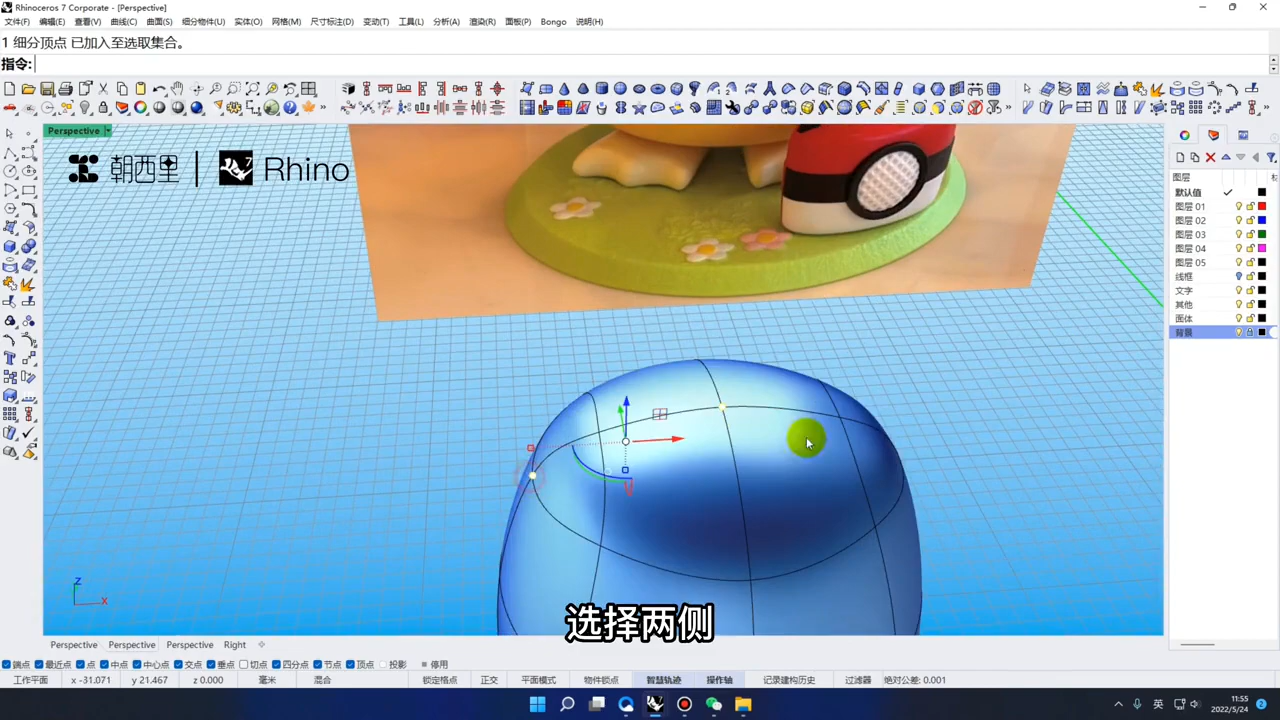 Rhinoceros 7 Corporate - [Perspective]
文件(F) 编辑(E) 查看(V) 曲线(C) 曲面(S) 细分物件(U) 实体(O) 网格(M) 尺寸标注(D) 变动(T) 工具(L) 分析(A) 渲染(R) 面板(P) Bongo 说明(H)
1 细分顶点 已加入至选取集合。
指令:
Perspective
朝西里 7 Rhino
图层
默认值
图层 01
图层 02
图层 03
图层 04
图层 05
线框
文字
其他
面体
背景
z
x
选择两侧
Perspective Perspective Perspective Right
端点 最近点 点 中点 中心点 交点 垂点 切点 四分点 节点 顶点 投影 停用
工作平面 x -31.071 y 21.467 z 0.000 毫米 混合 锁定格点 正交 平面模式 物件锁点 智慧轨迹 操作轴 记录建构历史 过滤器 绝对公差: 0.001
英 11:55
2022/5/24